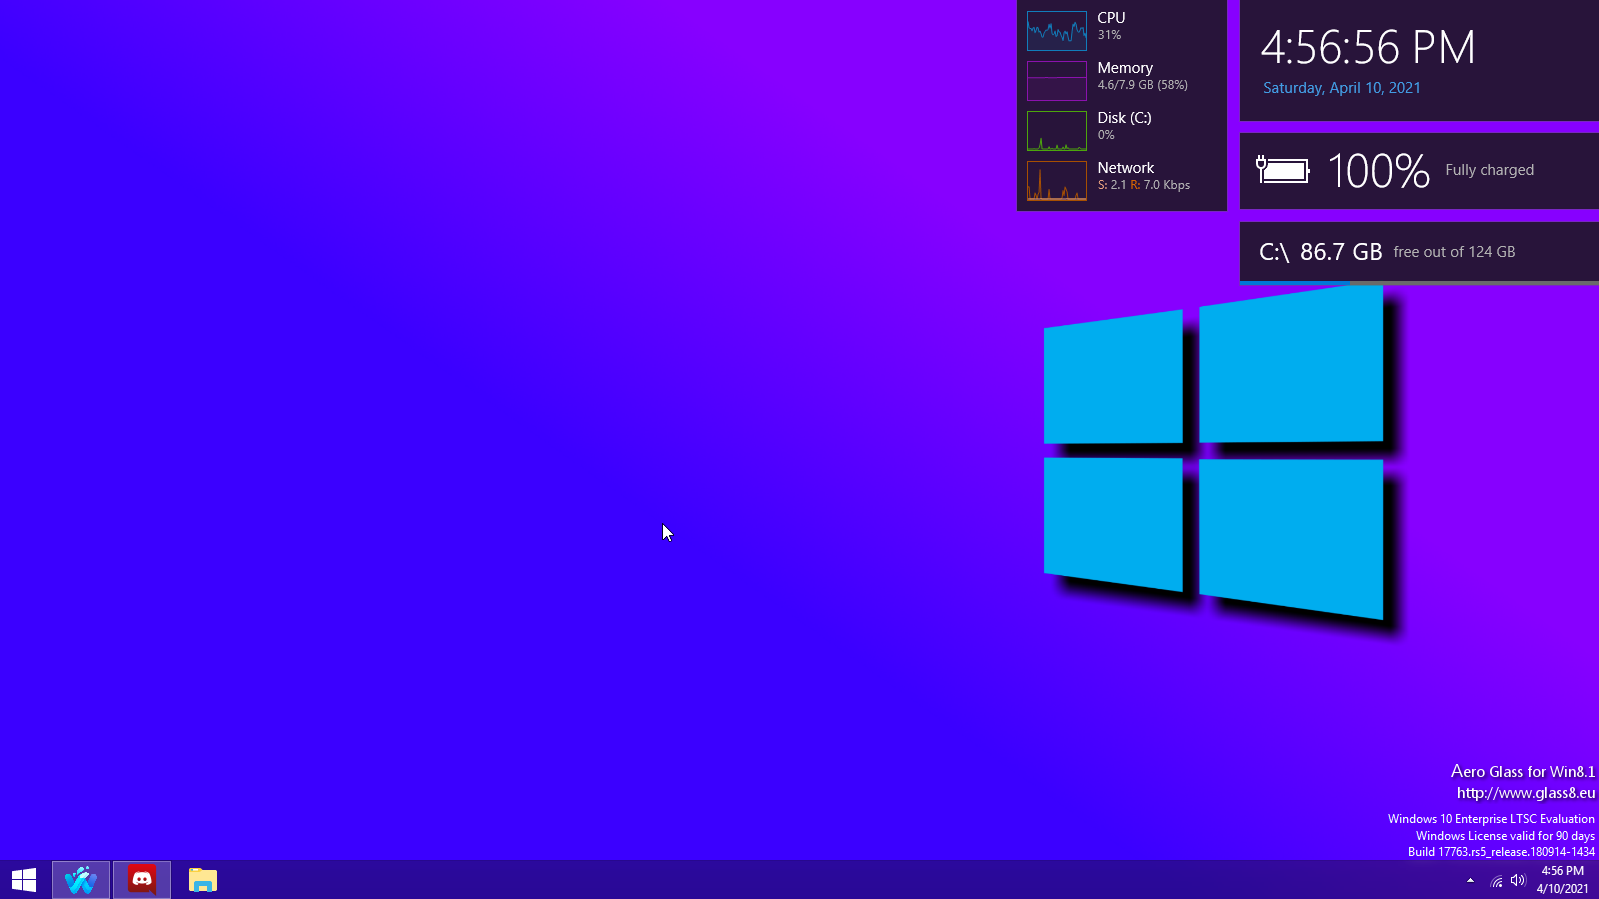 CPU
31%
Memory
4.6/7.9 GB (58%)
Disk (C:)
0%
Network
S: 2.1 R: 7.0 Kbps
4:56:56 PM
Saturday, April 10, 2021
100% Fully charged
C:\ 86.7 GB free out of 124 GB
Aero Glass for Win8.1
http://www.glass8.eu
Windows 10 Enterprise LTSC Evaluation
Windows License valid for 90 days
Build 17763.rs5_release.180914-1434
4:56 PM
4/10/2021